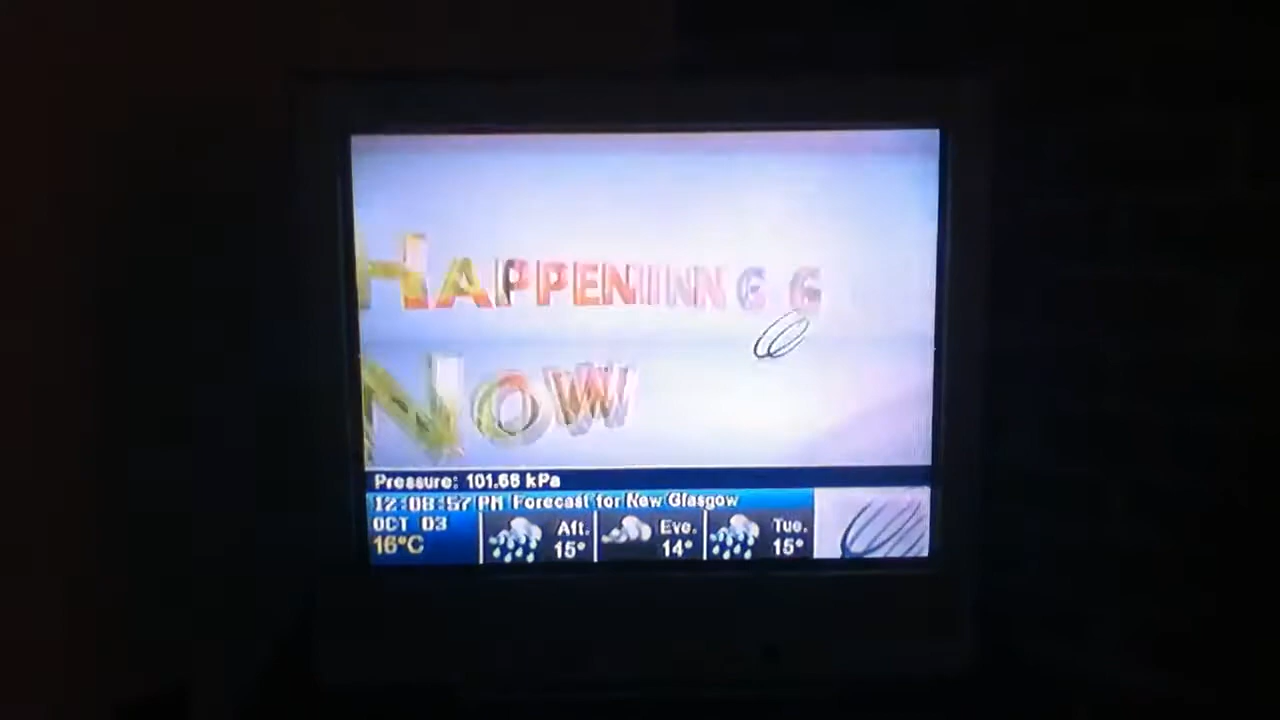 HAPPENING
NOW
Pressure: 101.68 kPa
12:08:57 PM Forecast for New Glasgow
OCT 03
16°C
Aft.
15°
Eve.
14°
Tue.
15°